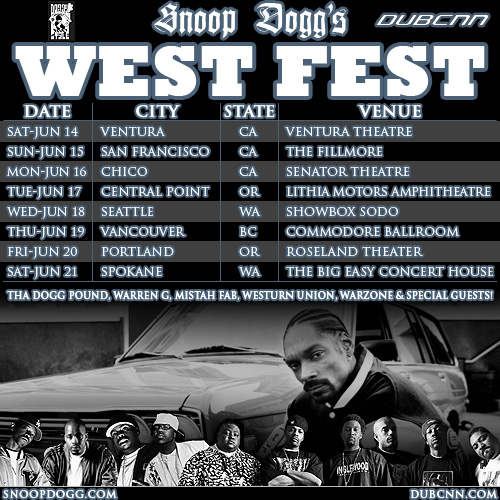 Snoop Dogg's
DUBCNN
WEST FEST
DATE CITY STATE VENUE
SAT-JUN 14 VENTURA CA VENTURA THEATRE
SUN-JUN 15 SAN FRANCISCO CA THE FILLMORE
MON-JUN 16 CHICO CA SENATOR THEATRE
TUE-JUN 17 CENTRAL POINT OR LITHIA MOTORS AMPHITHEATRE
WED-JUN 18 SEATTLE WA SHOWBOX SODO
THU-JUN 19 VANCOUVER BC COMMODORE BALLROOM
FRI-JUN 20 PORTLAND OR ROSELAND THEATER
SAT-JUN 21 SPOKANE WA THE BIG EASY CONCERT HOUSE
THA DOGG POUND, WARREN G, MISTAH FAB, WESTURN UNION, WARZONE & SPECIAL GUESTS!
INGLEWOOD
SNOOPDOGG.COM
DUBCNN.COM